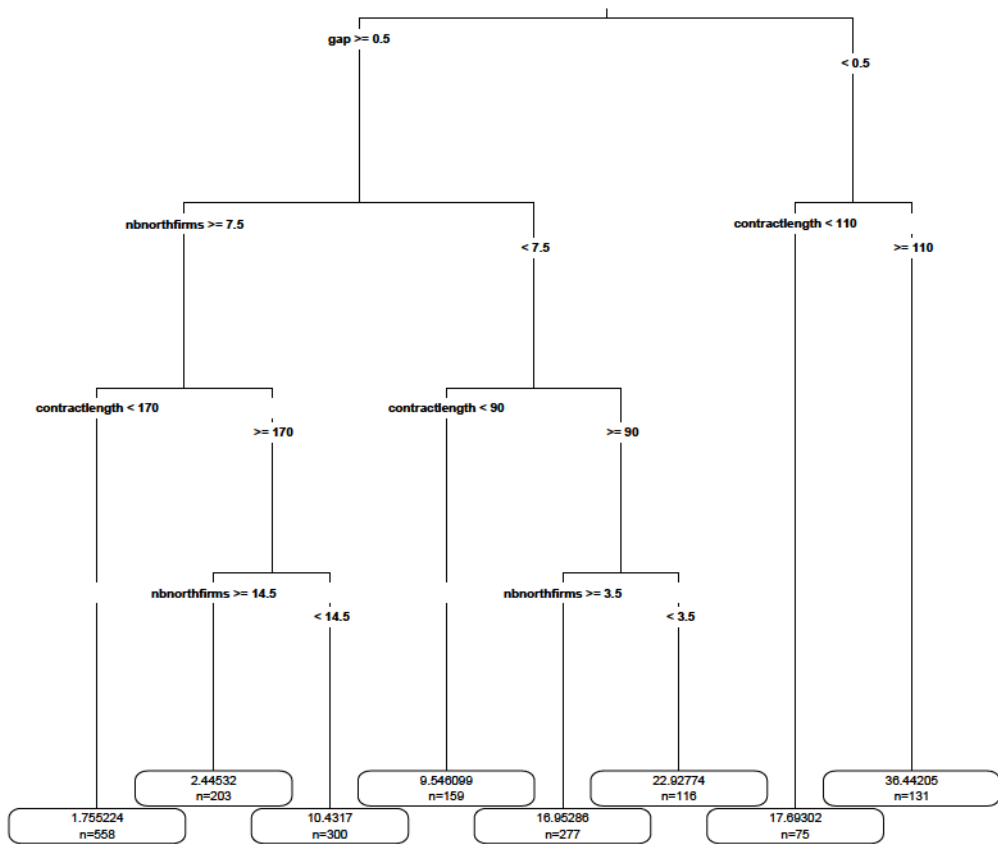 gap >= 0.5
< 0.5
nbnorthfirms >= 7.5
contractlength < 110
< 7.5
>= 110
contractlength < 170
contractlength < 90
>= 170
>= 90
nbnorthfirms >= 14.5
nbnorthfirms >= 3.5
< 14.5
< 3.5
2.44532
n=203
9.546099
n=159
22.92774
n=116
36.44205
n=131
1.755224
n=558
10.4317
n=300
16.95286
n=277
17.69302
n=75